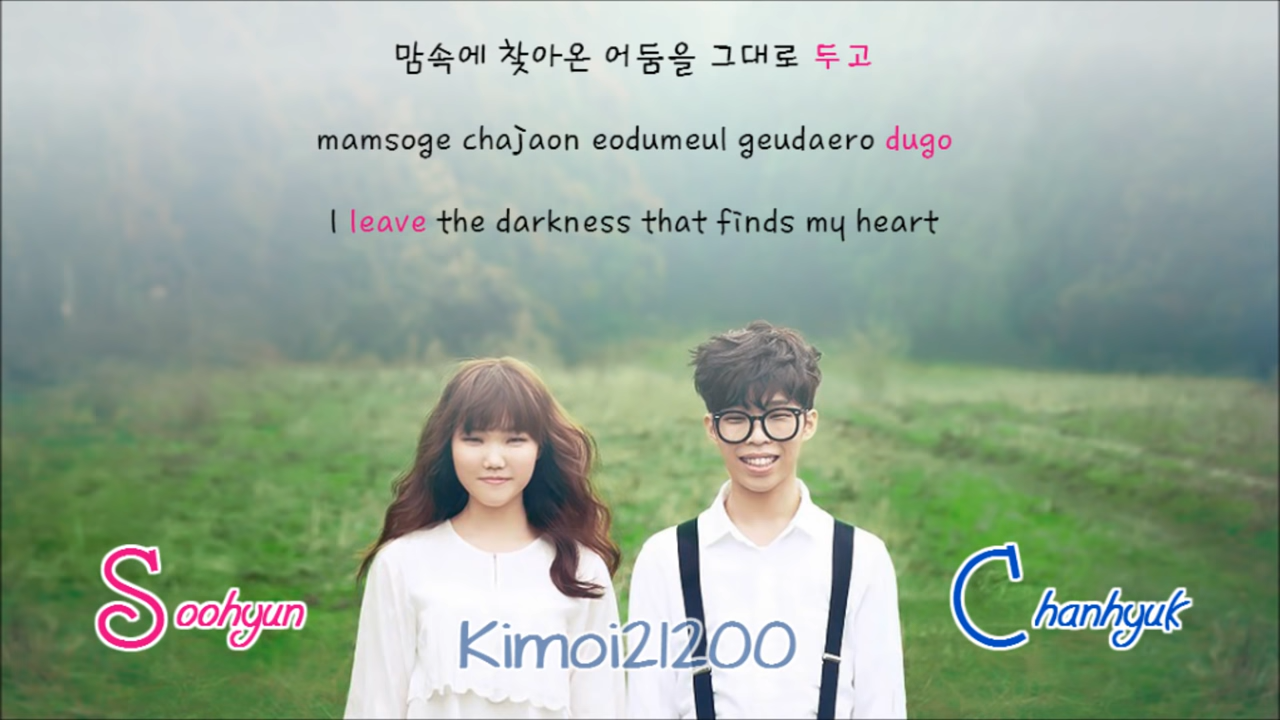 맘속에 찾아온 어둠을 그대로 두고
mamsoge chajaon eodumeul geudaero dugo
I leave the darkness that finds my heart
Soohyun
Chanhyuk
Kimoi21200